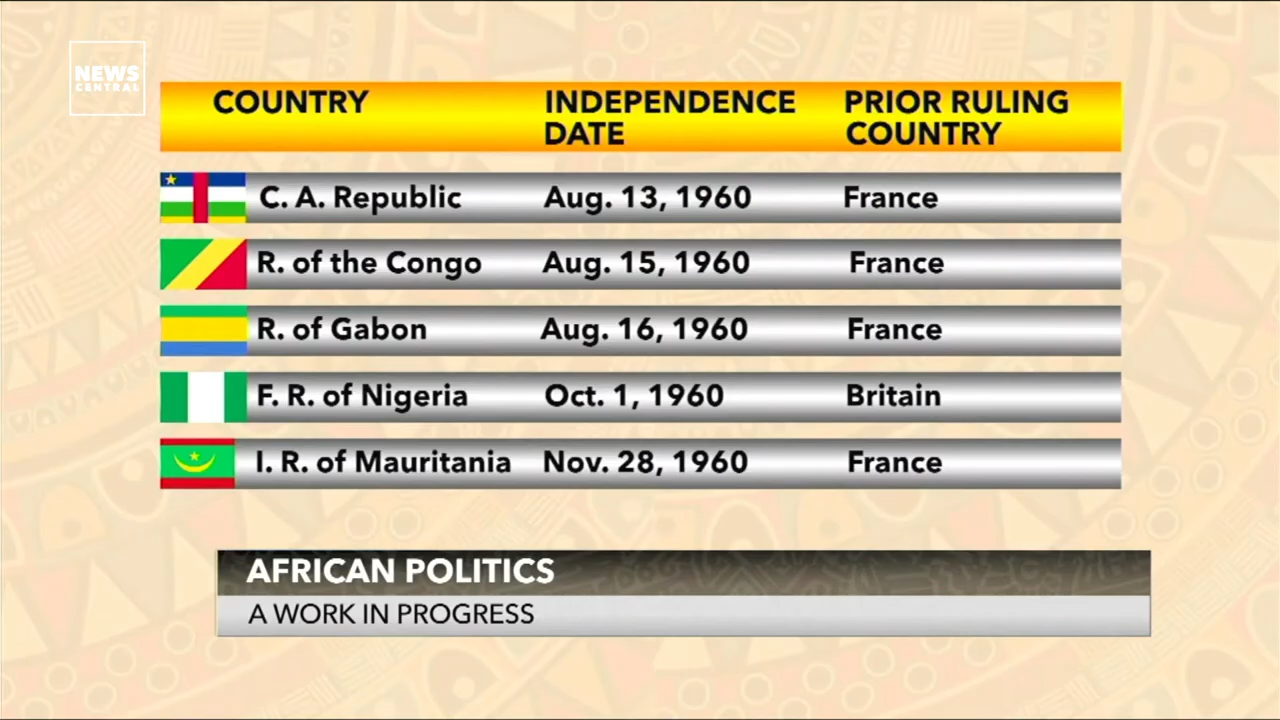 NEWS
CENTRAL
COUNTRY INDEPENDENCE DATE PRIOR RULING COUNTRY
C. A. Republic Aug. 13, 1960 France
R. of the Congo Aug. 15, 1960 France
R. of Gabon Aug. 16, 1960 France
F. R. of Nigeria Oct. 1, 1960 Britain
I. R. of Mauritania Nov. 28, 1960 France
AFRICAN POLITICS
A WORK IN PROGRESS